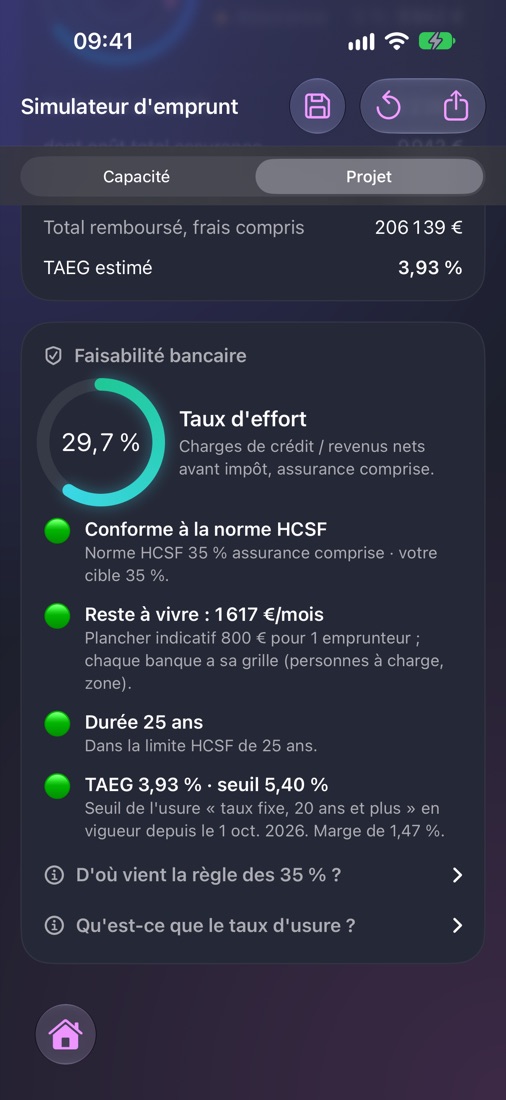 09:41
Simulateur d'emprunt
Capacité
Projet
Total remboursé, frais compris
206 139 €
TAEG estimé
3,93 %
Faisabilité bancaire
29,7 %
Taux d'effort
Charges de crédit / revenus nets
avant impôt, assurance comprise.
Conforme à la norme HCSF
Norme HCSF 35 % assurance comprise · votre
cible 35 %.
Reste à vivre : 1 617 €/mois
Plancher indicatif 800 € pour 1 emprunteur ;
chaque banque a sa grille (personnes à charge,
zone).
Durée 25 ans
Dans la limite HCSF de 25 ans.
TAEG 3,93 % · seuil 5,40 %
Seuil de l'usure « taux fixe, 20 ans et plus » en
vigueur depuis le 1 oct. 2026. Marge de 1,47 %.
D'où vient la règle des 35 % ?
Qu'est-ce que le taux d'usure ?